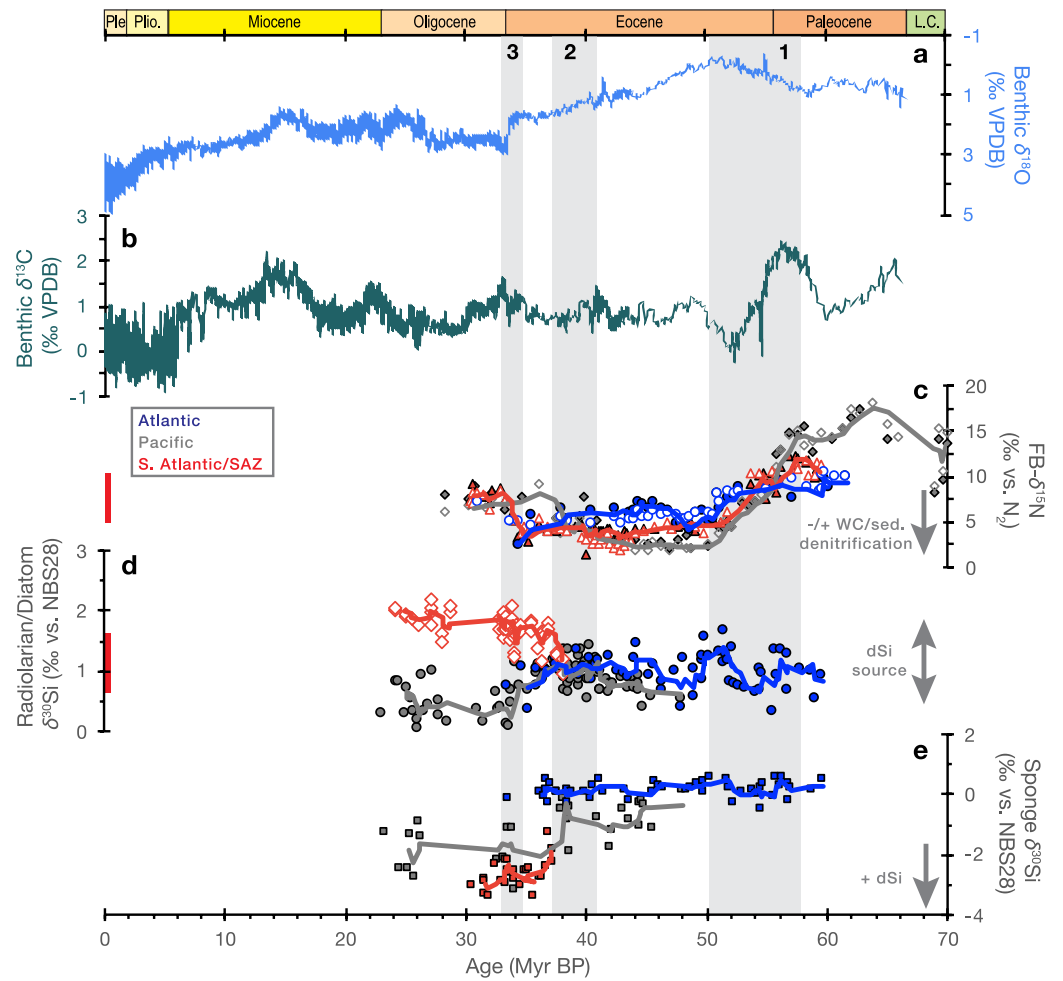 Ple
Plio.
Miocene
Oligocene
Eocene
Paleocene
L.C.
3
2
1
a
-1
1
3
5
Benthic δ18O
(‰ VPDB)
b
3
2
1
0
-1
Benthic δ13C
(‰ VPDB)
Atlantic
Pacific
S. Atlantic/SAZ
c
20
15
10
5
0
FB-δ15N
(‰ vs. N2)
-/+ WC/sed.
denitrification
d
3
2
1
0
Radiolarian/Diatom
δ30Si (‰ vs. NBS28)
dSi
source
e
2
0
-2
-4
Sponge δ30Si
(‰ vs. NBS28)
+ dSi
0
10
20
30
40
50
60
70
Age (Myr BP)